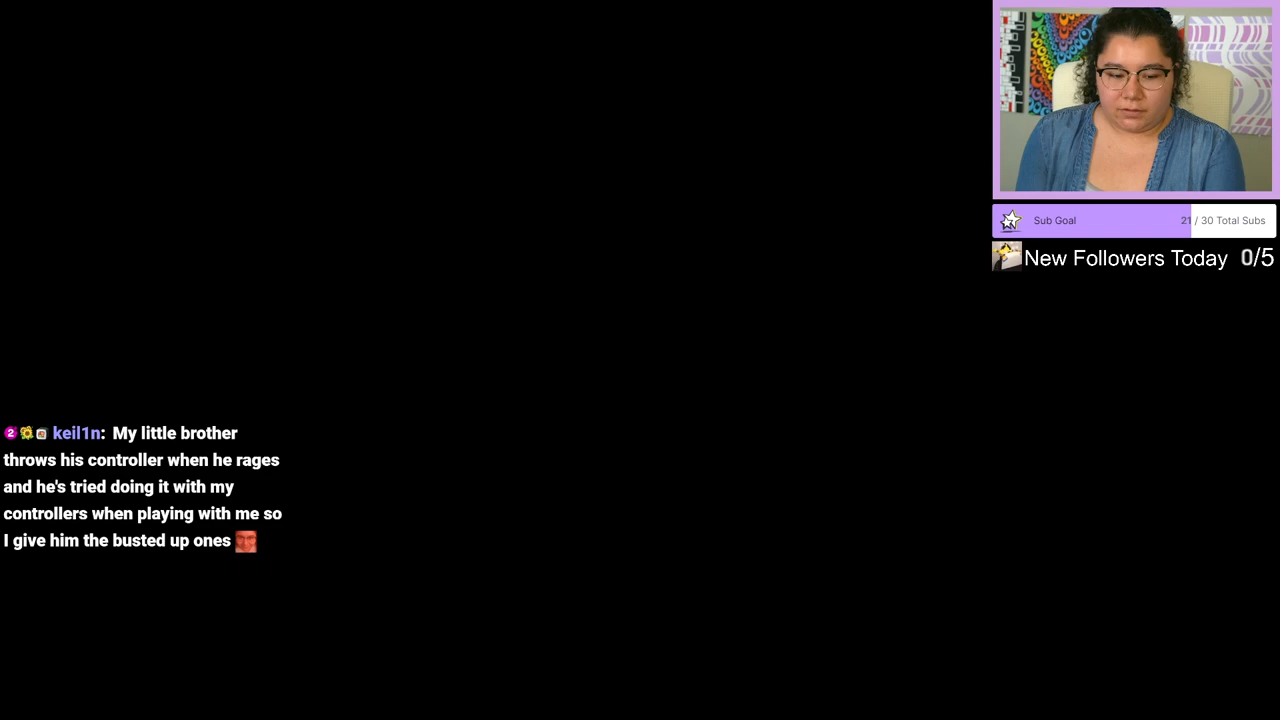 Sub Goal 21 / 30 Total Subs
New Followers Today 0/5
2 keil1n: My little brother
throws his controller when he rages
and he's tried doing it with my
controllers when playing with me so
I give him the busted up ones